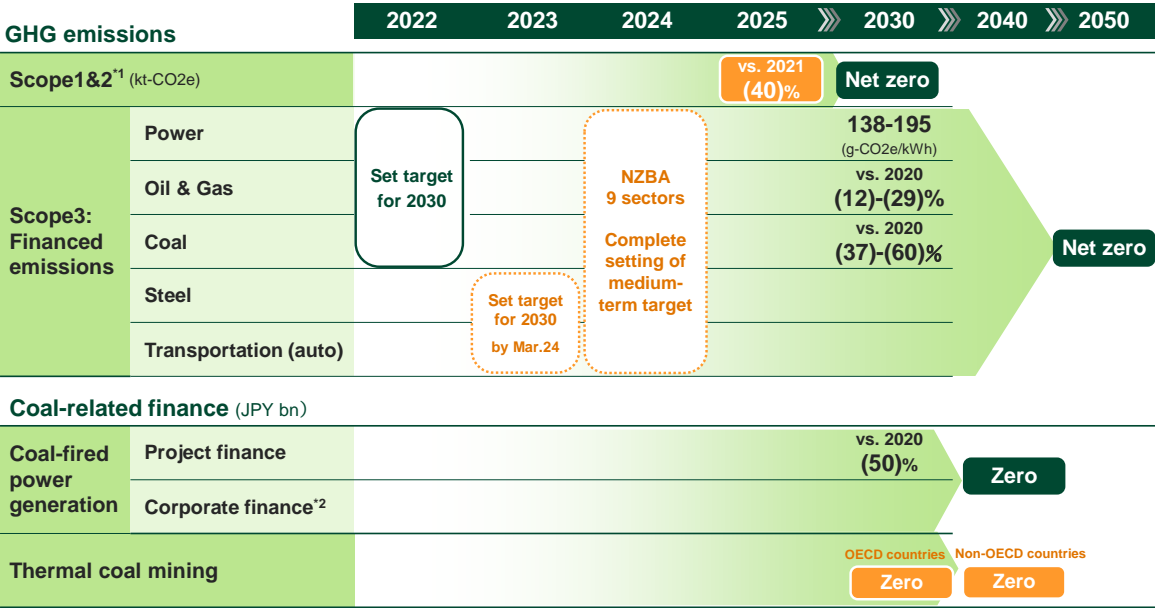 GHG emissions
2022 2023 2024 2025 2030 2040 2050
Scope1&2*1 (kt-CO2e)
vs. 2021
(40)%
Net zero
Scope3:
Financed
emissions
Power
Oil & Gas
Coal
Steel
Transportation (auto)
Set target
for 2030
Set target
for 2030
by Mar.24
NZBA
9 sectors
Complete
setting of
medium-
term target
138-195
(g-CO2e/kWh)
vs. 2020
(12)-(29)%
vs. 2020
(37)-(60)%
Net zero
Coal-related finance (JPY bn）
Coal-fired
power
generation
Project finance
Corporate finance*2
vs. 2020
(50)%
Zero
Thermal coal mining
OECD countries
Zero
Non-OECD countries
Zero